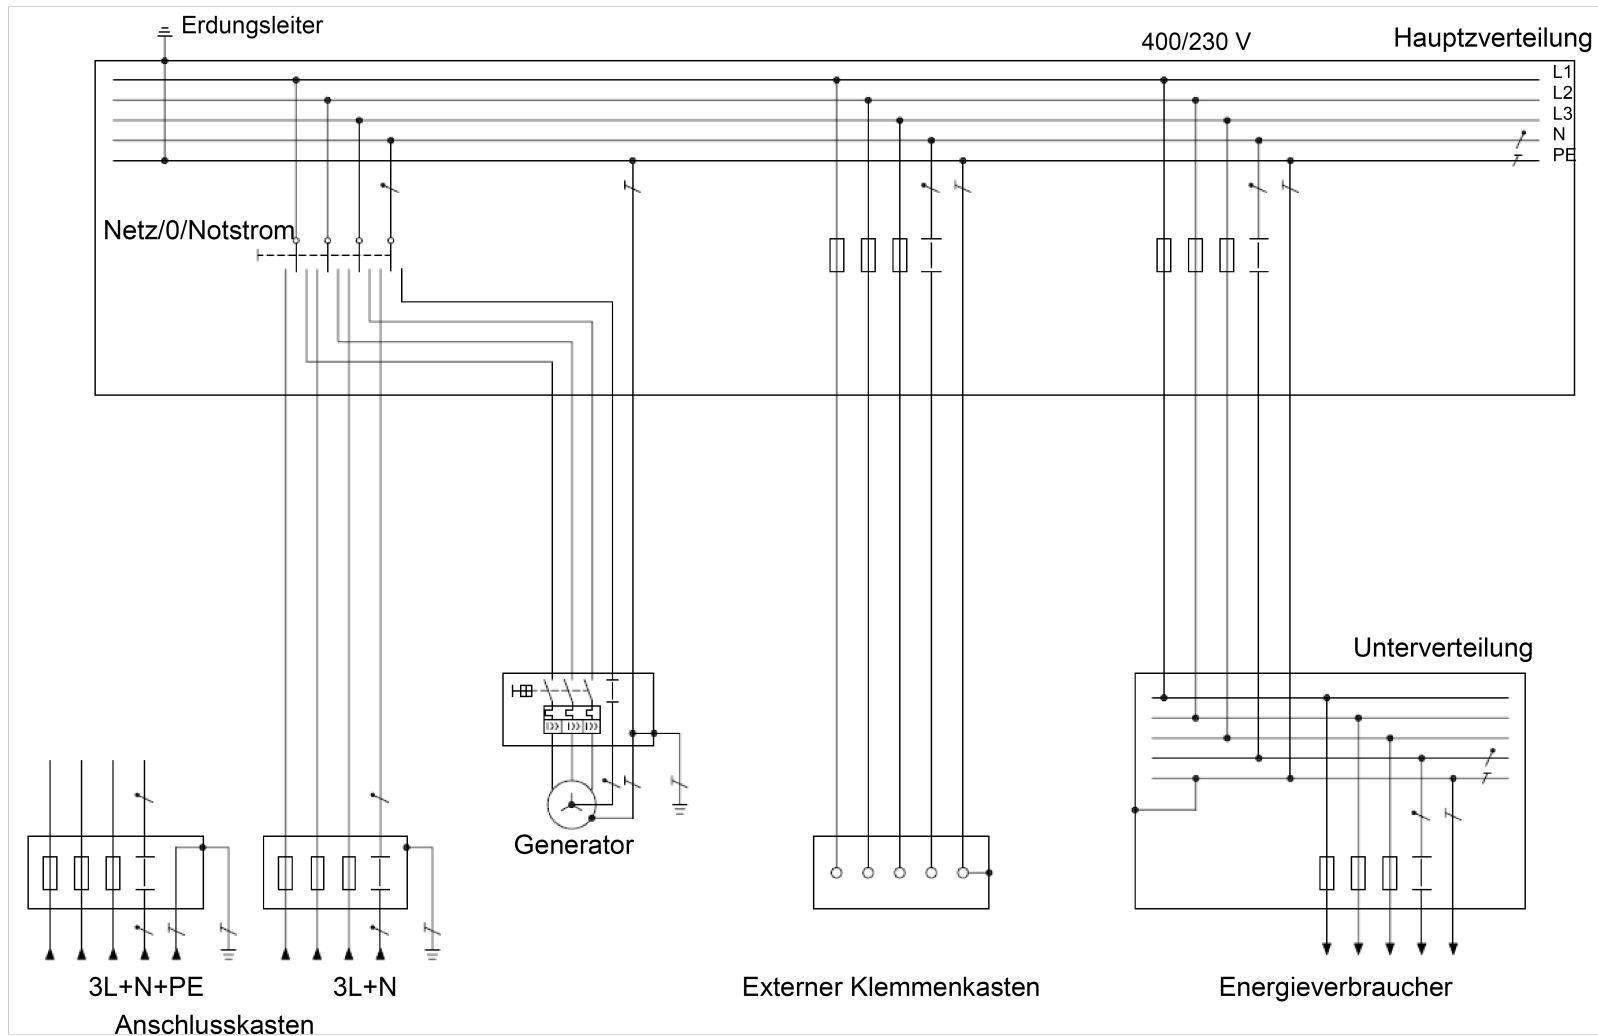 Erdungsleiter
400/230 V
Hauptzverteilung
L1
L2
L3
N
PE
Netz/0/Notstrom
Unterverteilung
Generator
3L+N+PE
3L+N
Externer Klemmenkasten
Energieverbraucher
Anschlusskasten